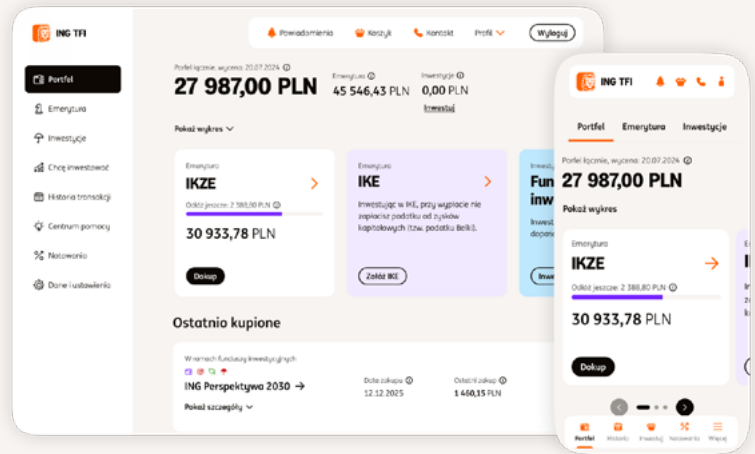 ING TFI
Powiadomienia
Koszyk
Kontakt
Profil
Wyloguj
Portfel
Emerytura
Inwestycje
Chcę inwestować
Historia transakcji
Centrum pomocy
Notowania
Dane i ustawienia
Portfel łącznie, wycena: 20.07.2024
27 987,00 PLN
Emerytura
45 546,43 PLN
Inwestycje
0,00 PLN
Inwestuj
Pokaż wykres
Emerytura
IKZE
Odłóż jeszcze: 2 388,80 PLN
30 933,78 PLN
Dokup
Emerytura
IKE
Inwestując w IKE, przy wypłacie nie
zapłacisz podatku od zysków
kapitałowych (tzw. podatku Belki).
Załóż IKE
Fun
inw
Ostatnio kupione
W ramach funduszy inwestycyjnych
ING Perspektywa 2030
Pokaż szczegóły
Data zakupu
12.12.2025
Ostatni zakup
1 460,15 PLN
ING TFI
Portfel Emerytura Inwestycje
Portfel łącznie, wycena: 20.07.2024
27 987,00 PLN
Pokaż wykres
Emerytura
IKZE
Odłóż jeszcze: 2 388,80 PLN
30 933,78 PLN
Dokup
Portfel Historia Inwestuj Notowania Więcej